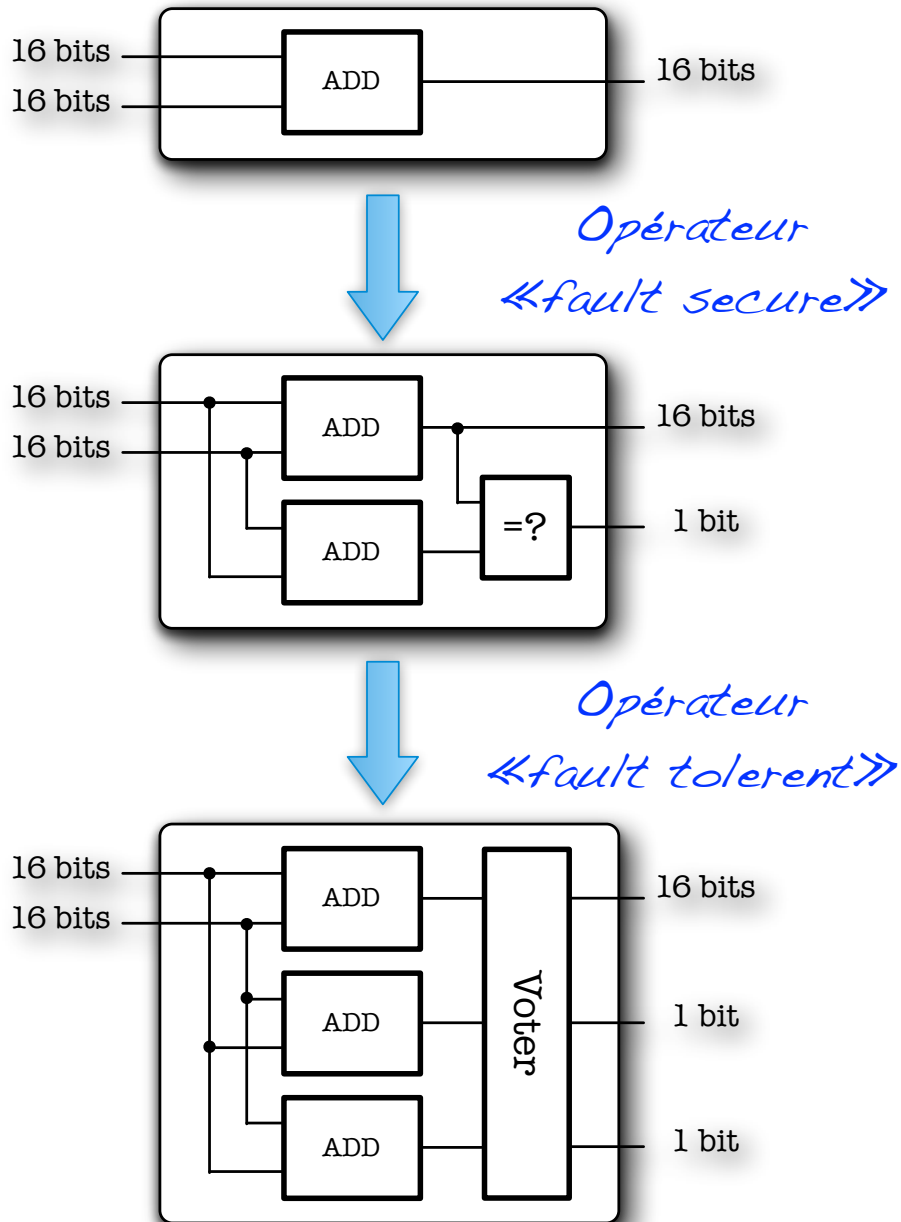 16 bits
16 bits
ADD
16 bits
Opérateur
≪fault secure≫
16 bits
16 bits
ADD
ADD
=?
16 bits
1 bit
Opérateur
≪fault tolerent≫
16 bits
16 bits
ADD
ADD
ADD
Voter
16 bits
1 bit
1 bit